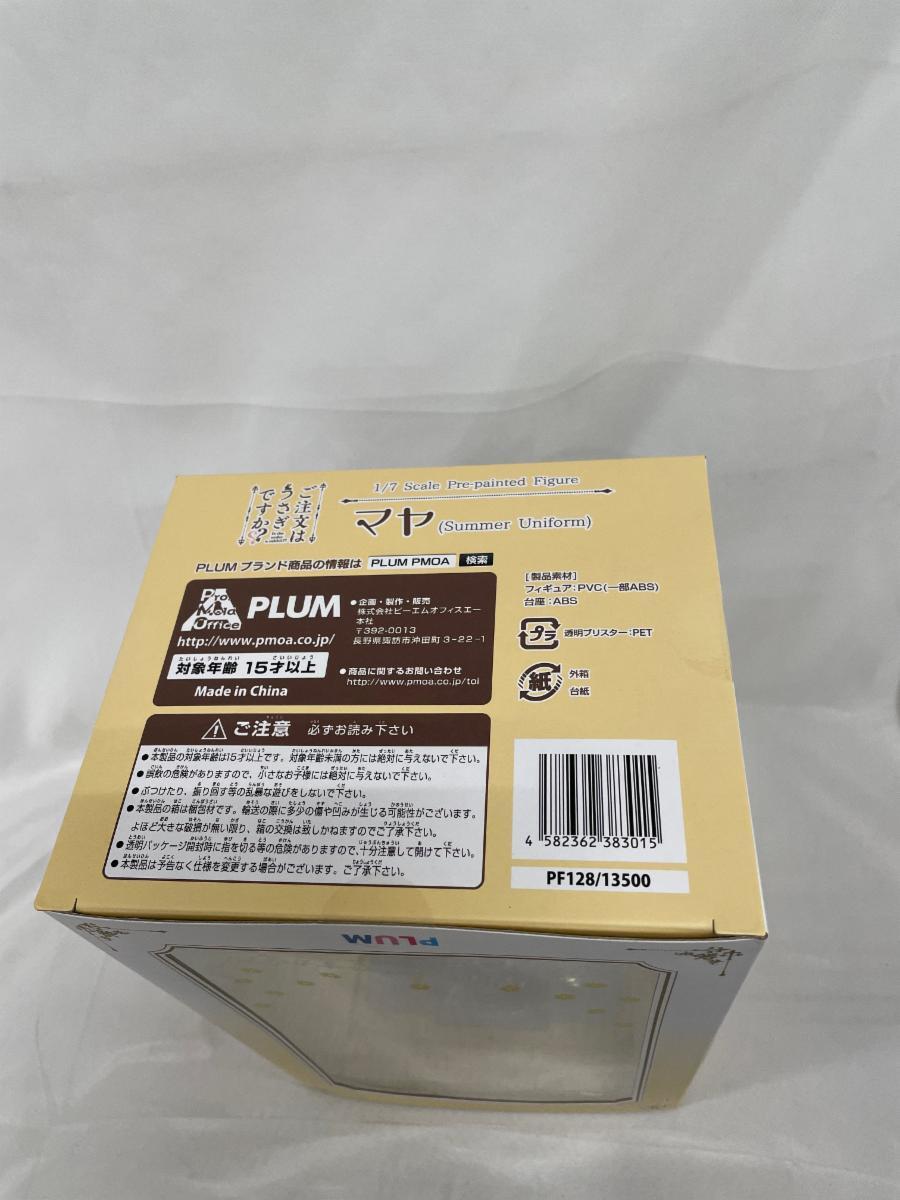 ご注文は
うさぎ
ですか?
1/7 Scale Pre-painted Figure
マヤ(Summer Uniform)
PLUM ブランド商品の情報は PLUM PMOA 検索
Pro
Mold
Office
PLUM
http://www.pmoa.co.jp/
対象年齢 15才以上
Made in China
●企画・製作・販売
株式会社ピーエムオフィスエー
本社
〒392-0013
長野県諏訪市沖田町3-22-1
●商品に関するお問い合わせ
http://www.pmoa.co.jp/toi
[製品素材]
フィギュア:PVC(一部ABS)
台座:ABS
プラ 透明ブリスター:PET
紙 外箱
台紙
ご注意 必ずお読み下さい
●本製品の対象年齢は15才以上です。対象年齢未満の方には絶対に与えないで下さい。
●誤飲の危険がありますので、小さなお子様には絶対に与えないで下さい。
●ぶつけたり、振り回す等の乱暴な遊びをしないで下さい。
●本製品の箱は梱包材です。輸送の際に多少の傷や凹みが生じる可能性がございます。
よほど大きな破損が無い限り、箱の交換は致しかねますのでご了承下さい。
●透明パッケージ開封時に指を切る等の危険がありますので、十分注意して開けて下さい。
●本製品は予告なく仕様を変更する場合がございます。ご了承下さい。
4 582362 383015
PF128/13500
PLUM